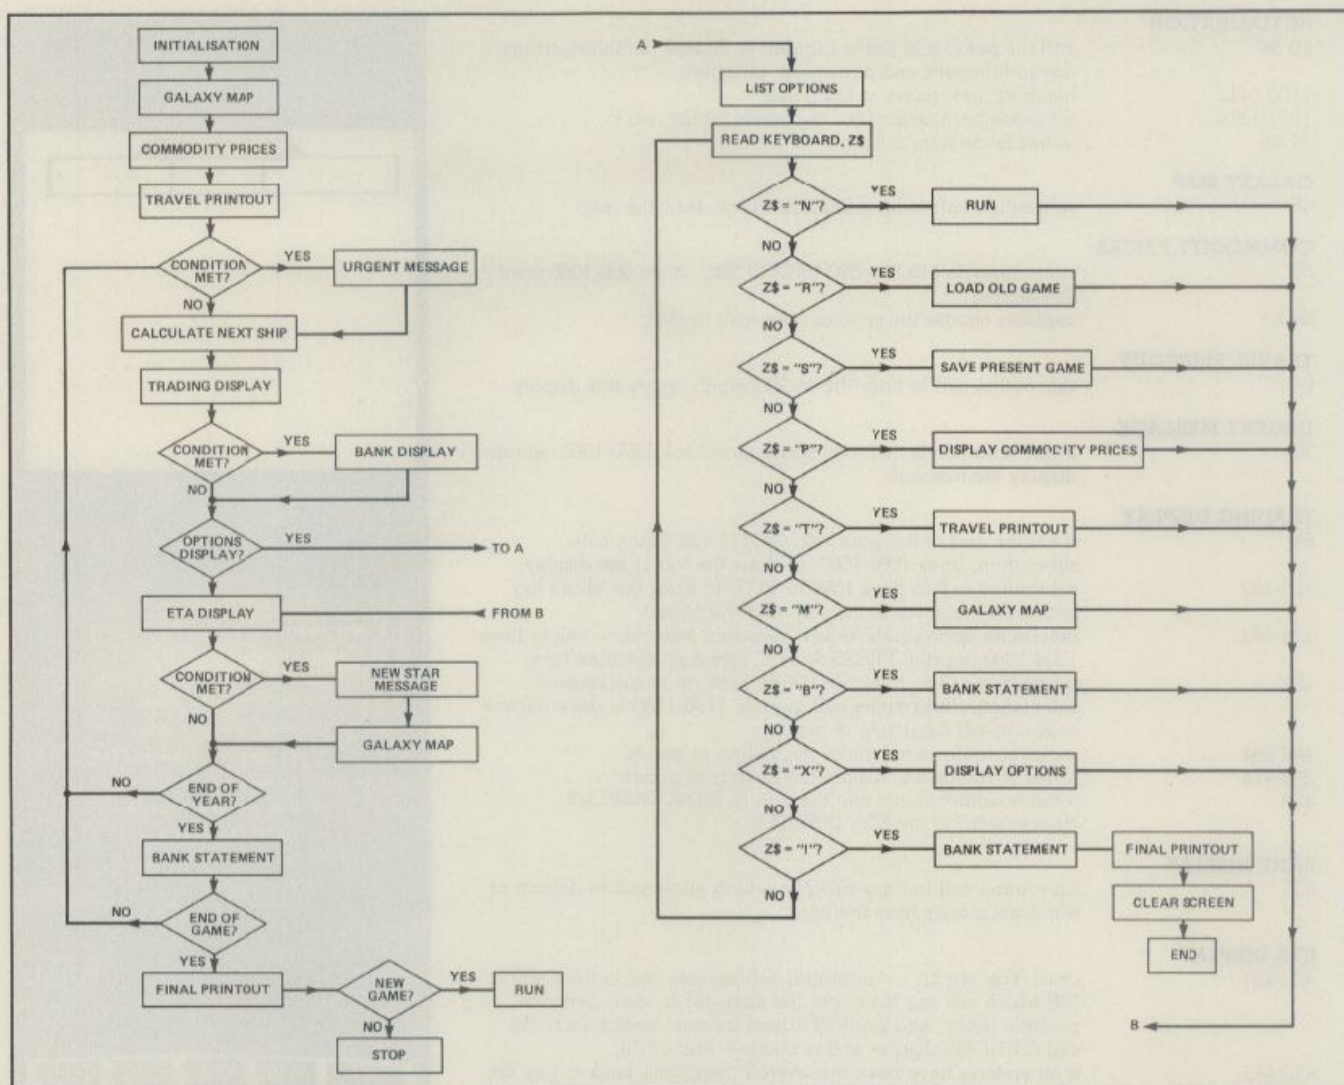 INITIALISATION
GALAXY MAP
COMMODITY PRICES
TRAVEL PRINTOUT
CONDITION
MET?
YES
URGENT MESSAGE
NO
CALCULATE NEXT SHIP
TRADING DISPLAY
CONDITION
MET?
YES
BANK DISPLAY
NO
OPTIONS
DISPLAY?
YES
TO A
ETA DISPLAY
FROM B
CONDITION
MET?
YES
NEW STAR
MESSAGE
NO
GALAXY MAP
NO
END OF
YEAR?
YES
BANK STATEMENT
NO
END OF
GAME?
YES
FINAL PRINTOUT
NEW
GAME?
YES
RUN
NO
STOP
A
LIST OPTIONS
READ KEYBOARD, Z$
Z$ = "N"?
YES
RUN
NO
Z$ = "R"?
YES
LOAD OLD GAME
NO
Z$ = "S"?
YES
SAVE PRESENT GAME
NO
Z$ = "P"?
YES
DISPLAY COMMODITY PRICES
NO
Z$ = "T"?
YES
TRAVEL PRINTOUT
NO
Z$ = "M"?
YES
GALAXY MAP
NO
Z$ = "B"?
YES
BANK STATEMENT
NO
Z$ = "X"?
YES
DISPLAY OPTIONS
NO
Z$ = "I"?
YES
BANK STATEMENT
FINAL PRINTOUT
NO
CLEAR SCREEN
END
B